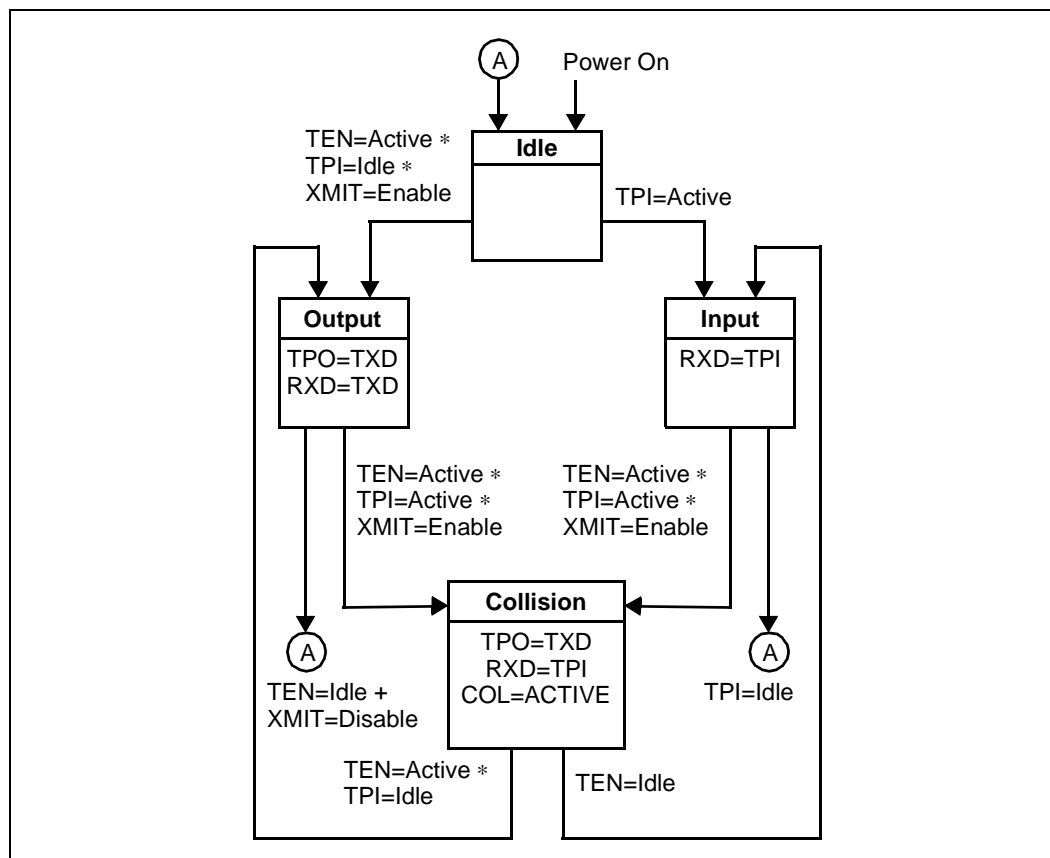 A
Power On
TEN=Active *
TPI=Idle *
XMIT=Enable
Idle
TPI=Active
Output
TPO=TXD
RXD=TXD
Input
RXD=TPI
TEN=Active *
TPI=Active *
XMIT=Enable
TEN=Active *
TPI=Active *
XMIT=Enable
Collision
TPO=TXD
RXD=TPI
COL=ACTIVE
A
TEN=Idle +
XMIT=Disable
A
TPI=Idle
TEN=Active *
TPI=Idle
TEN=Idle